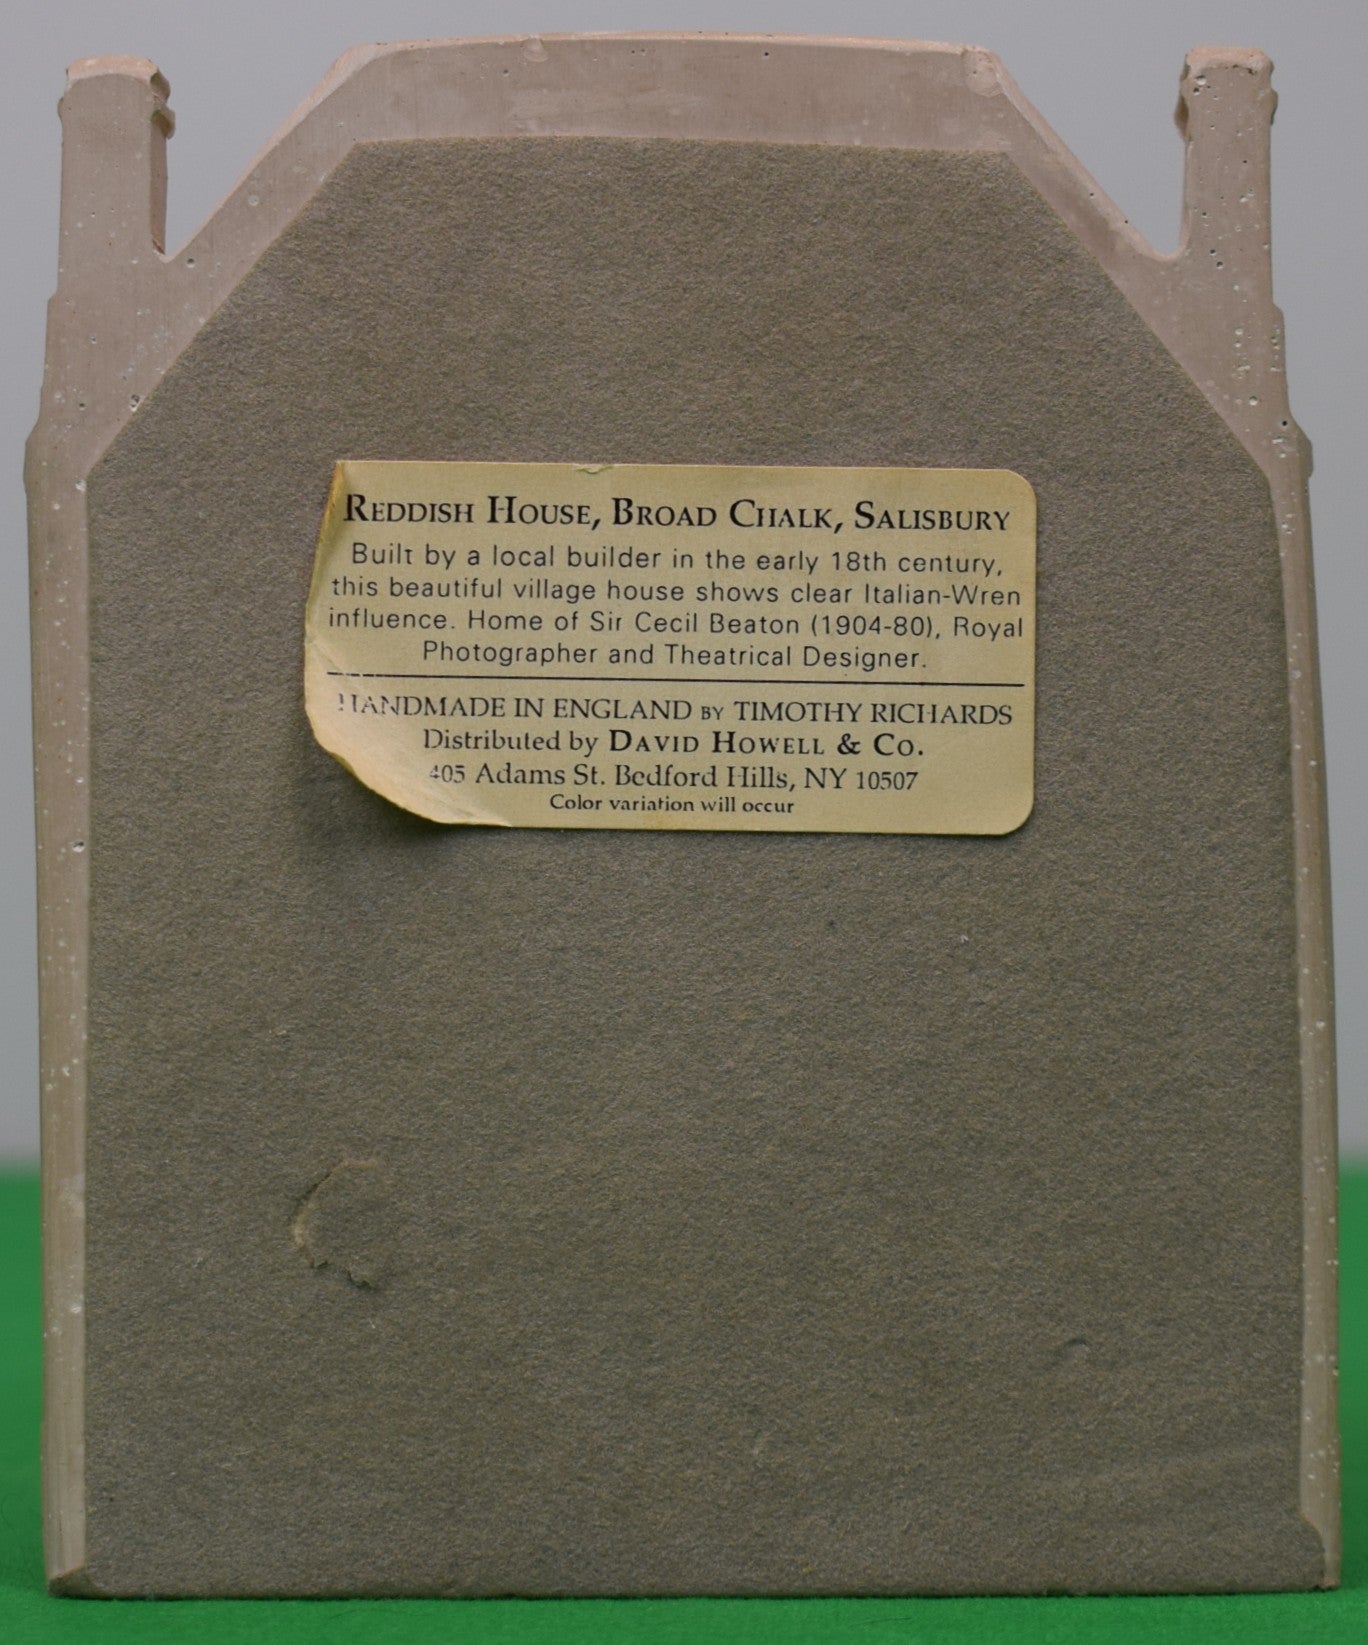 REDDISH HOUSE, BROAD CHALK, SALISBURY
Built by a local builder in the early 18th century,
this beautiful village house shows clear Italian-Wren
influence. Home of Sir Cecil Beaton (1904-80), Royal
Photographer and Theatrical Designer.
HANDMADE IN ENGLAND BY TIMOTHY RICHARDS
Distributed by DAVID HOWELL & CO.
405 Adams St. Bedford Hills, NY 10507
Color variation will occur